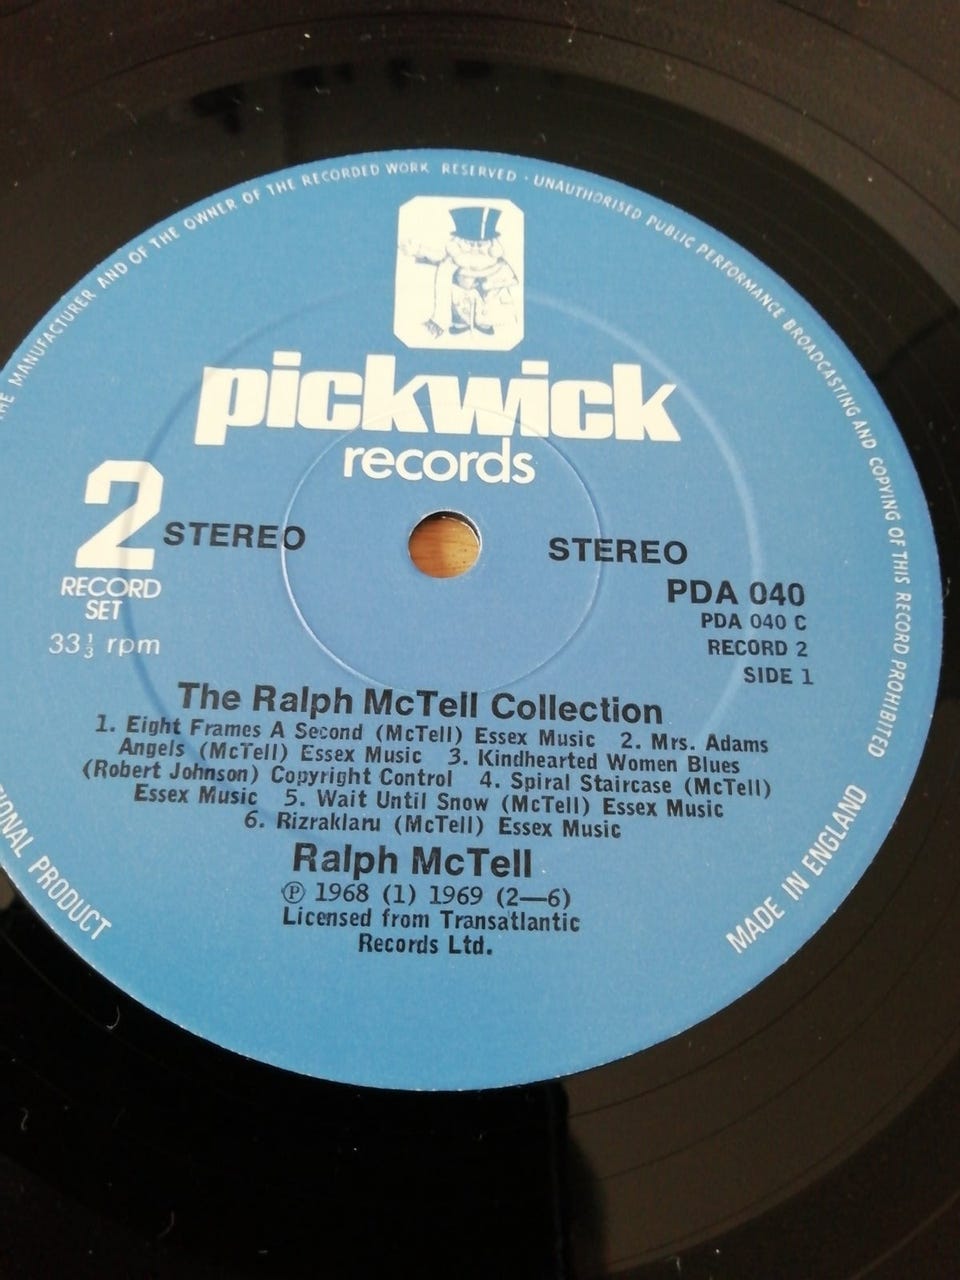 THE MANUFACTURER AND OF THE OWNER OF THE RECORDED WORK RESERVED · UNAUTHORISED PUBLIC PERFORMANCE BROADCASTING AND COPYING OF THIS RECORD PROHIBITED
pickwick
records
2
RECORD
SET
33⅓ rpm
STEREO
STEREO
PDA 040
PDA 040 C
RECORD 2
SIDE 1
The Ralph McTell Collection
1. Eight Frames A Second (McTell) Essex Music 2. Mrs. Adams
Angels (McTell) Essex Music 3. Kindhearted Women Blues
(Robert Johnson) Copyright Control 4. Spiral Staircase (McTell)
Essex Music 5. Wait Until Snow (McTell) Essex Music
6. Rizraklaru (McTell) Essex Music
Ralph McTell
Ⓟ 1968 (1) 1969 (2—6)
Licensed from Transatlantic
Records Ltd.
PRODUCT
MADE IN ENGLAND